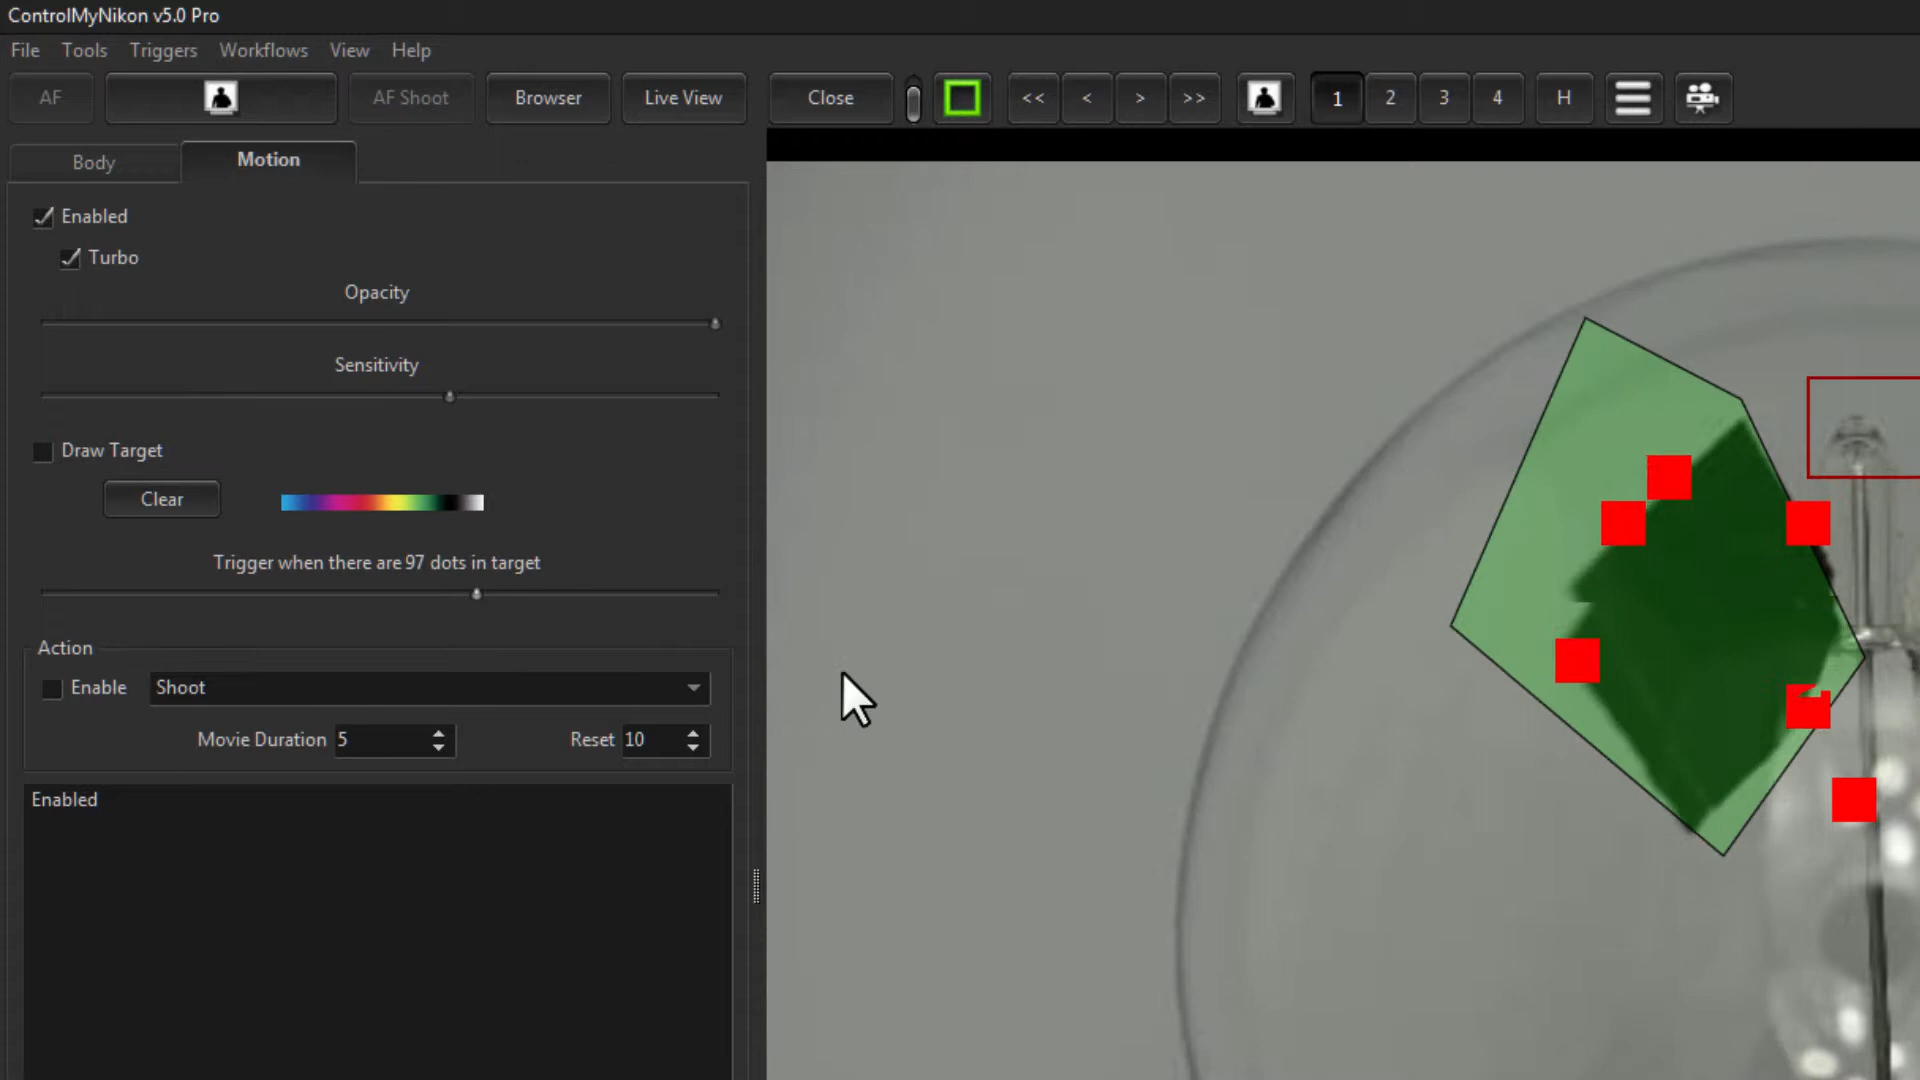 ControlMyNikon v5.0 Pro
File Tools Triggers Workflows View Help
AF AF Shoot Browser Live View Close << < > >> 1 2 3 4 H
Body Motion
Enabled
Turbo
Opacity
Sensitivity
Draw Target
Clear
Trigger when there are 97 dots in target
Action
Enable Shoot
Movie Duration 5 Reset 10
Enabled